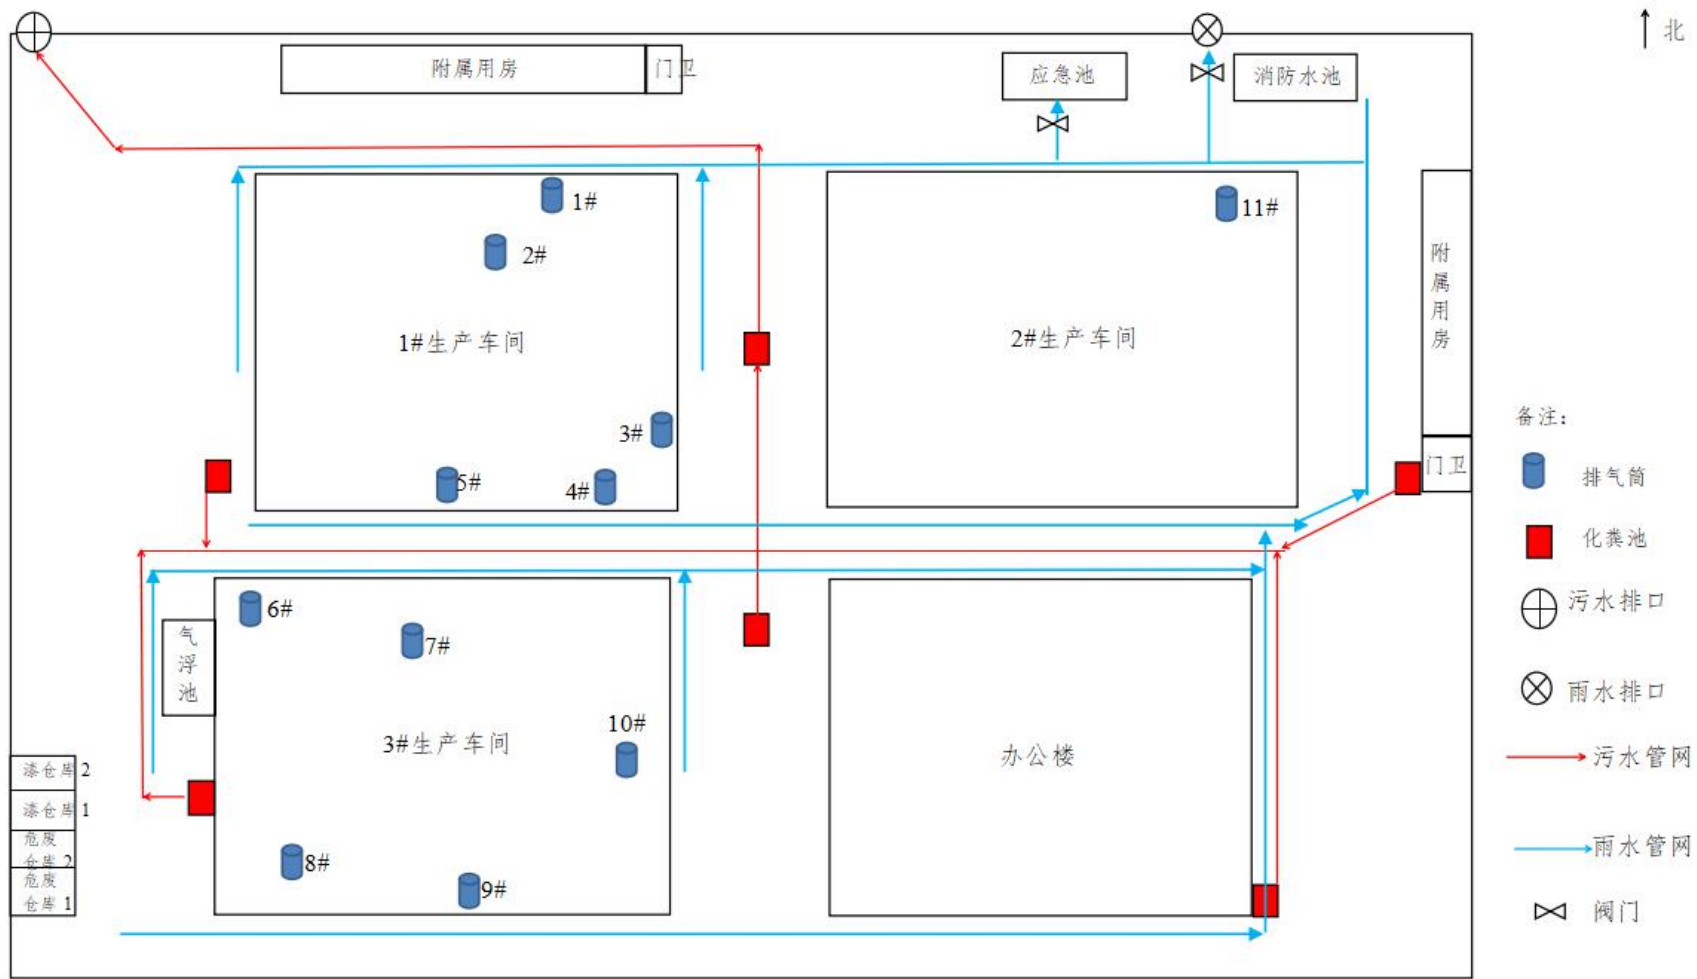 北
附属用房
门卫
应急池
消防水池
1#
2#
11#
附属用房
1#生产车间
2#生产车间
3#
5#
4#
门卫
备注:
排气筒
化粪池
6#
7#
气浮池
污水排口
雨水排口
10#
3#生产车间
办公楼
污水管网
漆仓库2
漆仓库1
危废
仓库2
危废
仓库1
8#
9#
雨水管网
阀门